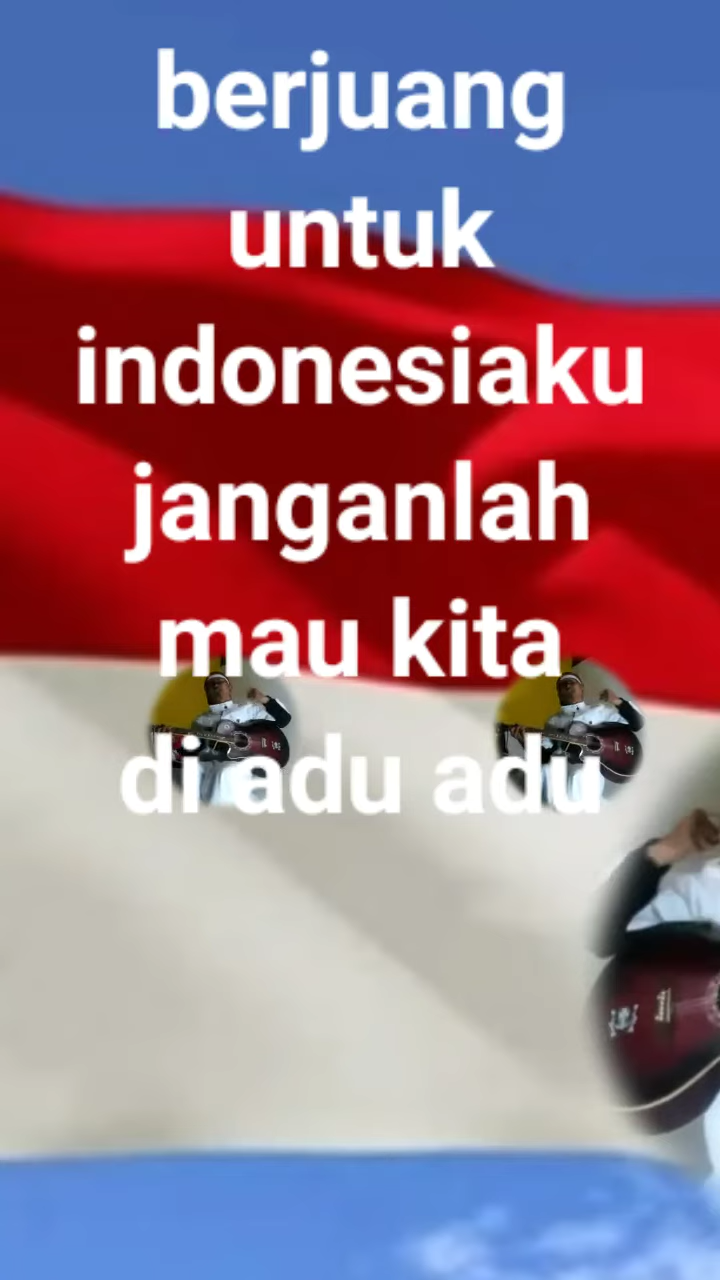 berjuang
untuk
indonesiaku
janganlah
mau kita
di adu adu